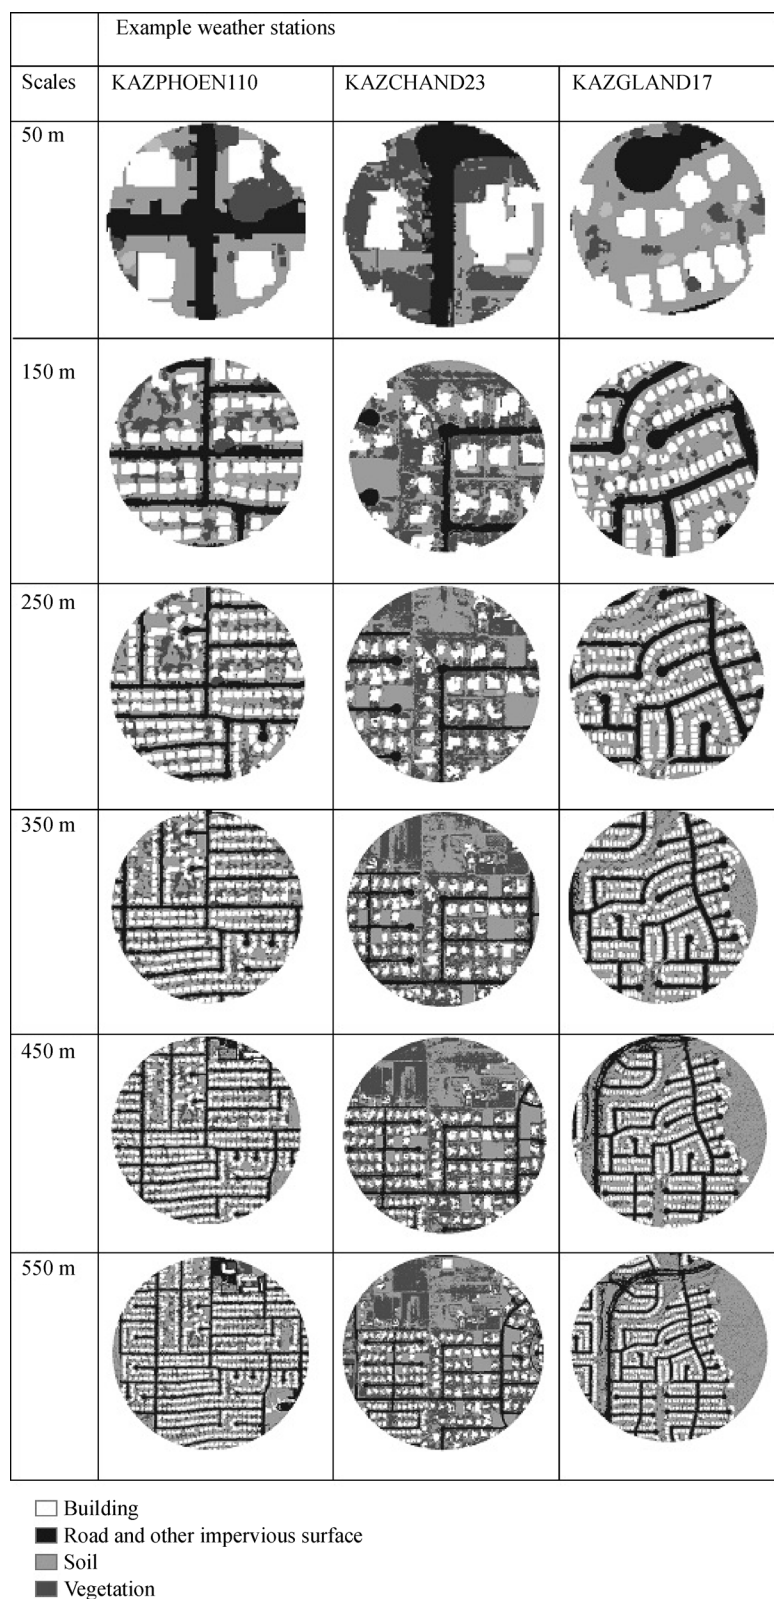 Example weather stations
Scales KAZPHOEN110 KAZCHAND23 KAZGLAND17
50 m
150 m
250 m
350 m
450 m
550 m
Building
Road and other impervious surface
Soil
Vegetation